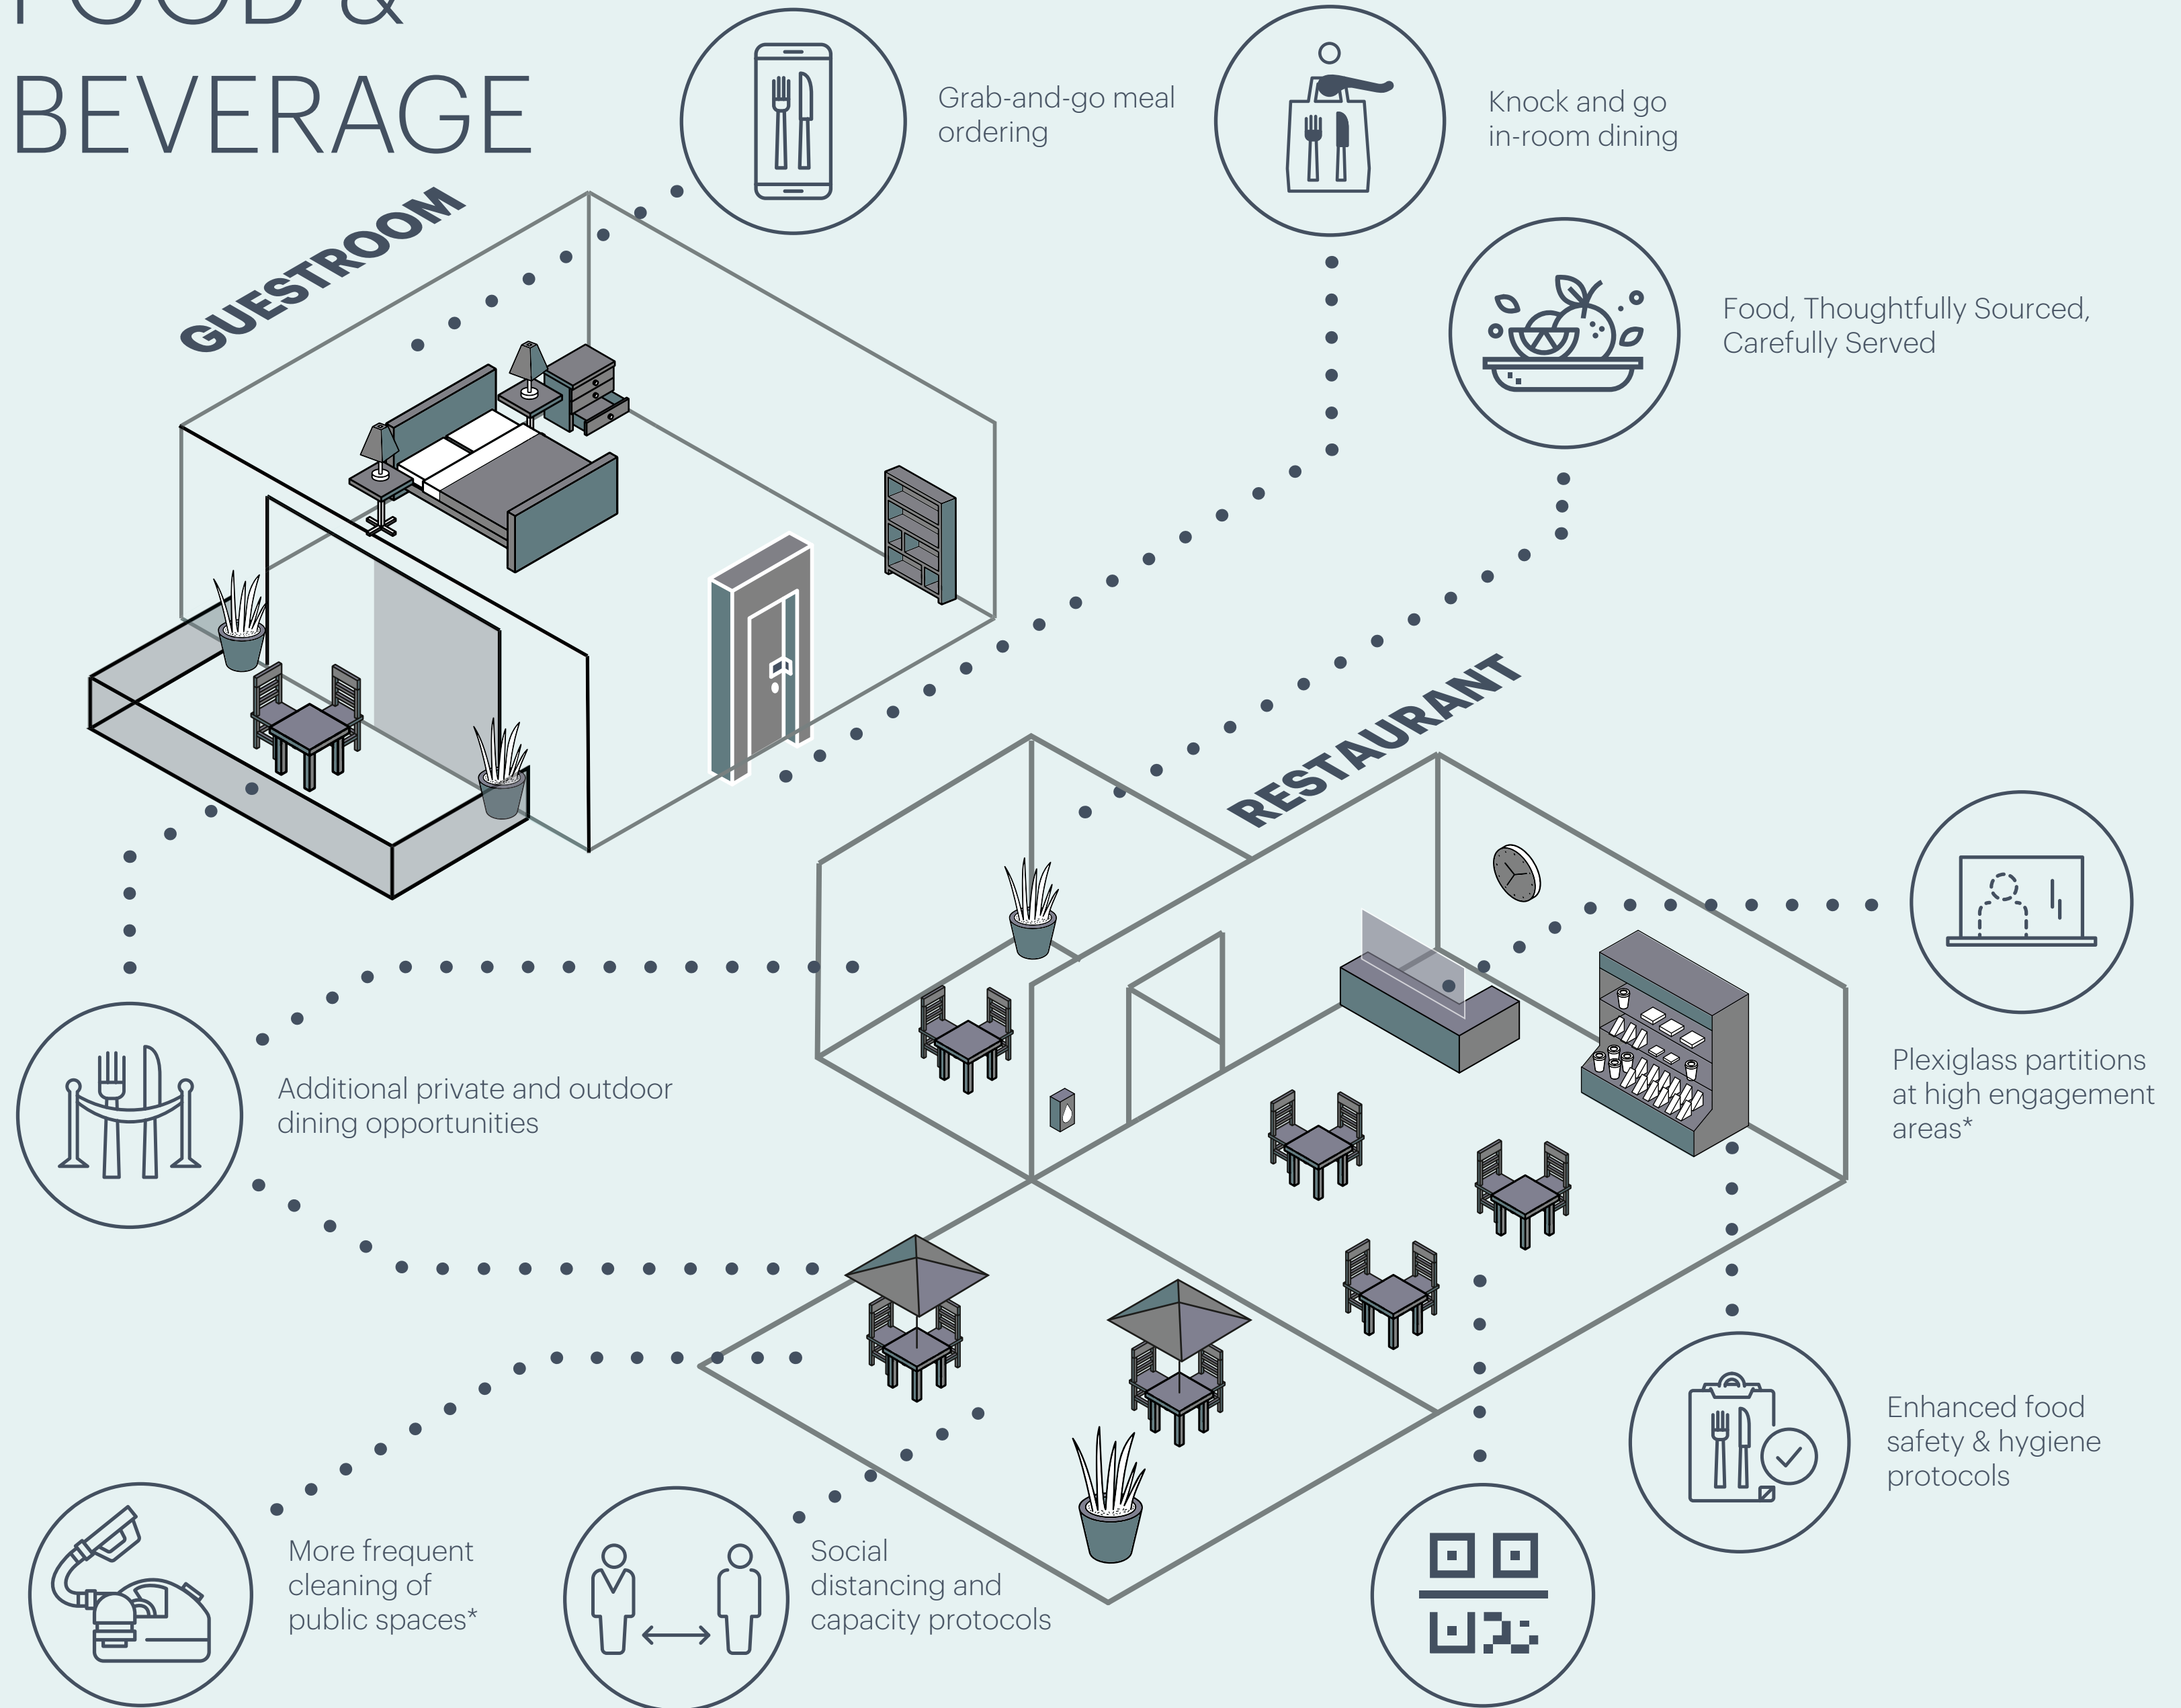 FOOD &
BEVERAGE
Grab-and-go meal
ordering
Knock and go
in-room dining
GUESTROOM
Food, Thoughtfully Sourced,
Carefully Served
RESTAURANT
Plexiglass partitions
at high engagement
areas*
Additional private and outdoor
dining opportunities
Enhanced food
safety & hygiene
protocols
More frequent
cleaning of
public spaces*
Social
distancing and
capacity protocols